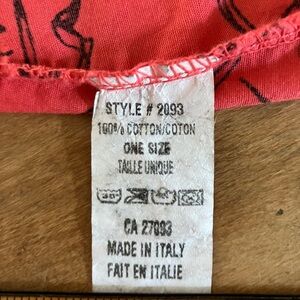 STYLE # 2093
100% COTTON/COTON
ONE SIZE
TAILLE UNIQUE
CA 27093
MADE IN ITALY
FAIT EN ITALIE